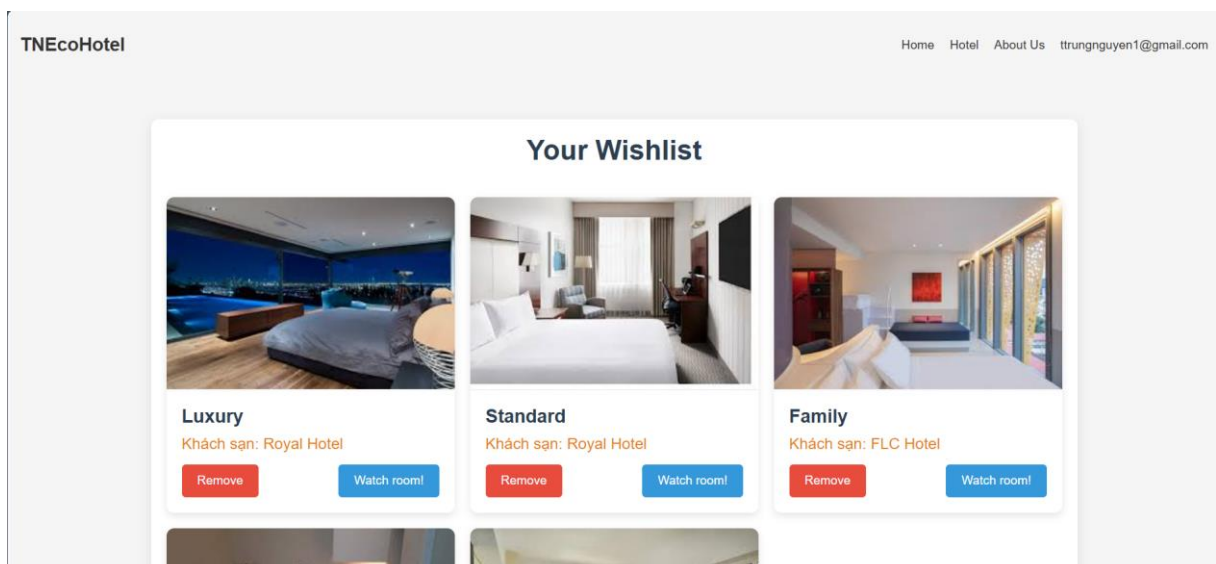 TNEcoHotel
Home Hotel About Us ttrungnguyen1@gmail.com
Your Wishlist
Luxury
Khách sạn: Royal Hotel
Remove Watch room!
Standard
Khách sạn: Royal Hotel
Remove Watch room!
Family
Khách sạn: FLC Hotel
Remove Watch room!